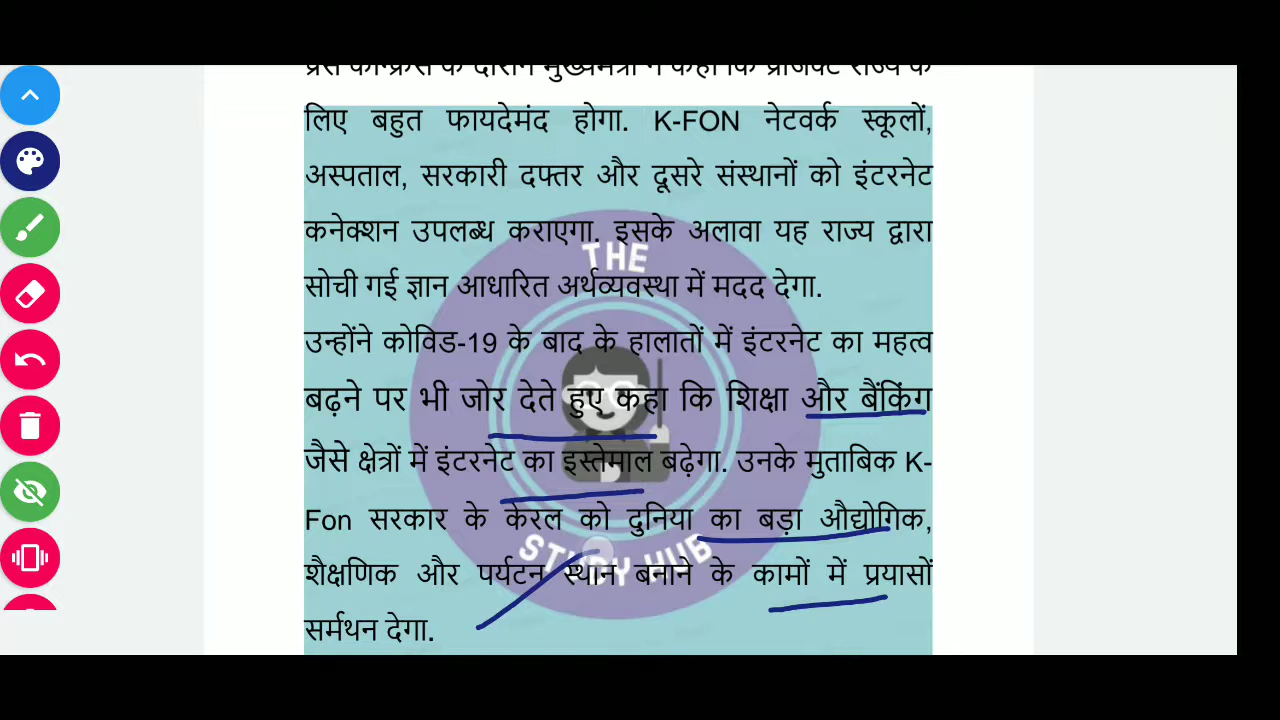 प्रेस कॉन्फ्रेंस के दौरान मुख्यमंत्री ने कहा कि प्रोजेक्ट राज्य के
लिए बहुत फायदेमंद होगा. K-FON नेटवर्क स्कूलों,
अस्पताल, सरकारी दफ्तर और दूसरे संस्थानों को इंटरनेट
कनेक्शन उपलब्ध कराएगा. इसके अलावा यह राज्य द्वारा
THE
सोची गई ज्ञान आधारित अर्थव्यवस्था में मदद देगा.
उन्होंने कोविड-19 के बाद के हालातों में इंटरनेट का महत्व
बढ़ने पर भी जोर देते हुए कहा कि शिक्षा और बैंकिंग
जैसे क्षेत्रों में इंटरनेट का इस्तेमाल बढ़ेगा. उनके मुताबिक K-
Fon सरकार के केरल को दुनिया का बड़ा औद्योगिक,
STUDY HUB
शैक्षणिक और पर्यटन स्थान बनाने के कामों में प्रयासों
सर्मथन देगा.